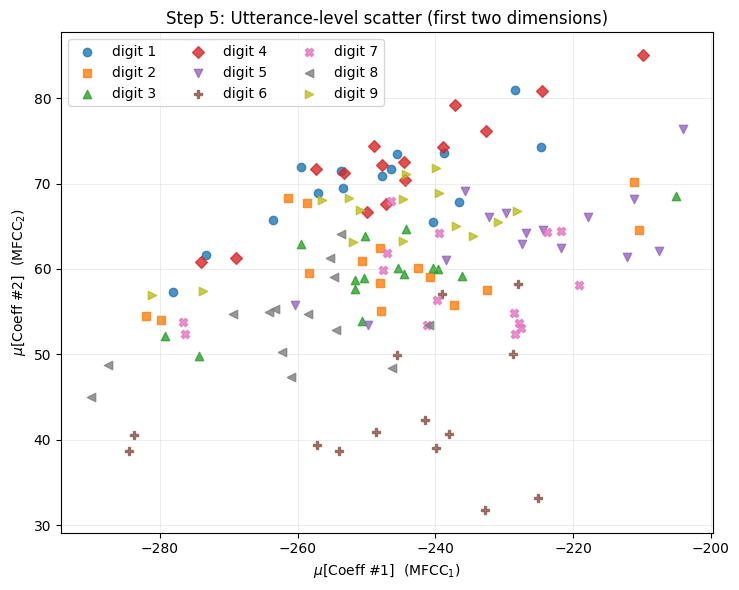 Step 5: Utterance-level scatter (first two dimensions)
digit 1 digit 4 digit 7
digit 2 digit 5 digit 8
digit 3 digit 6 digit 9
80
70
60
50
40
30
μ[Coeff #2] (MFCC₂)
−280 −260 −240 −220 −200
μ[Coeff #1] (MFCC₁)